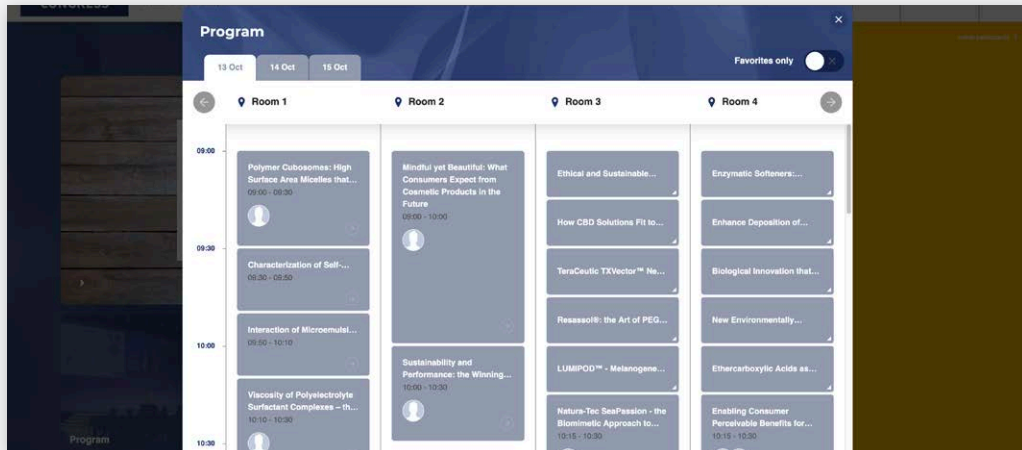 CONGRESS
Program
13 Oct
14 Oct
15 Oct
Favorites only
Room 1
Room 2
Room 3
Room 4
09:00
Polymer Cubosomes: High
Surface Area Micelles that...
09:00 - 09:30
Mindful yet Beautiful: What
Consumers Expect from
Cosmetic Products in the
Future
09:00 - 10:00
Ethical and Sustainable...
Enzymatic Softeners:...
How CBD Solutions Fit to...
Enhance Deposition of...
09:30
Characterization of Self-...
09:30 - 09:50
TeraCeutic TXVector™ Ne...
Biological Innovation that...
Interaction of Microemulsi...
09:50 - 10:10
Resassol®: the Art of PEG...
New Environmentally...
10:00
Sustainability and
Performance: the Winning...
10:00 - 10:30
LUMIPOD™ - Melanogene...
Ethercarboxylic Acids as...
Viscosity of Polyelectrolyte
Surfactant Complexes – th...
10:10 - 10:30
Natura-Tec SeaPassion - the
Biomimetic Approach to...
10:15 - 10:30
Enabling Consumer
Perceivable Benefits for...
10:15 - 10:30
10:30
Program